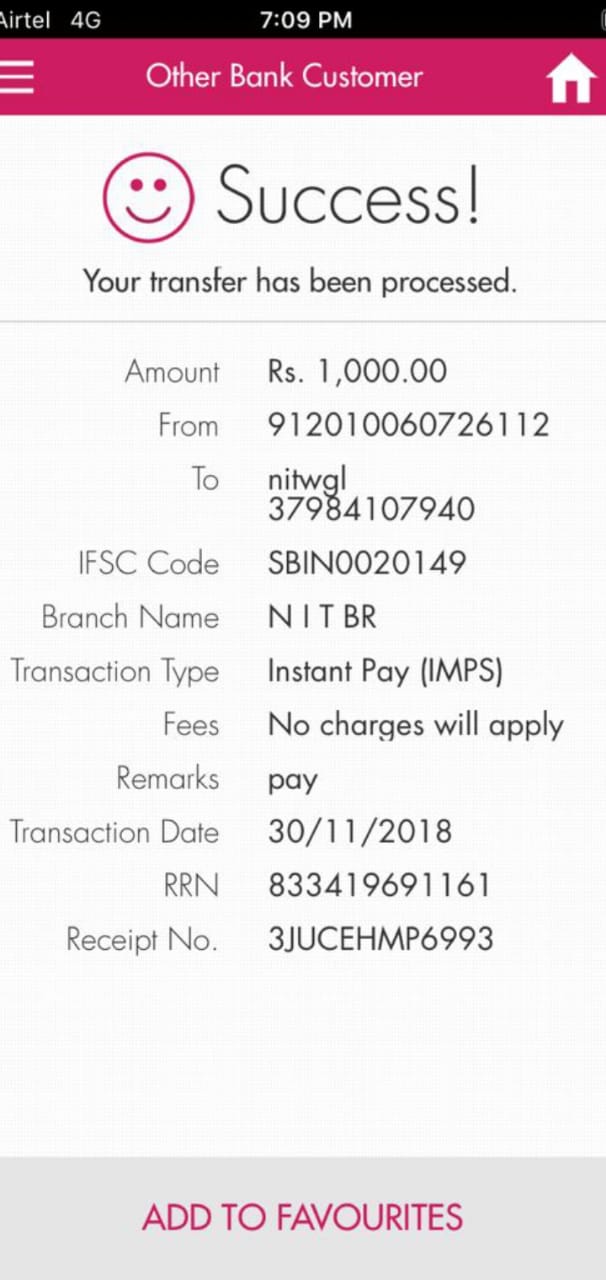 Airtel 4G 7:09 PM
Other Bank Customer
Success!
Your transfer has been processed.
Amount Rs. 1,000.00
From 912010060726112
To nitwgl
37984107940
IFSC Code SBIN0020149
Branch Name N I T BR
Transaction Type Instant Pay (IMPS)
Fees No charges will apply
Remarks pay
Transaction Date 30/11/2018
RRN 833419691161
Receipt No. 3JUCEHMP6993
ADD TO FAVOURITES